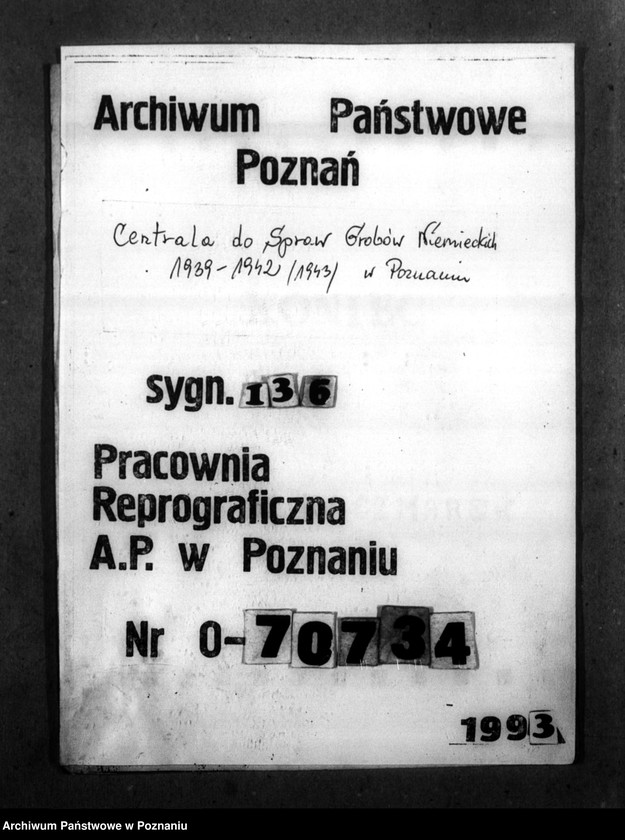 Archiwum Państwowe
Poznań
Centrala do Spraw Grobów Niemieckich
1939-1942 /1943/ w Poznaniu
sygn. 136
Pracownia
Reprograficzna
A.P. w Poznaniu
Nr 0-70734
1993
Archiwum Państwowe w Poznaniu